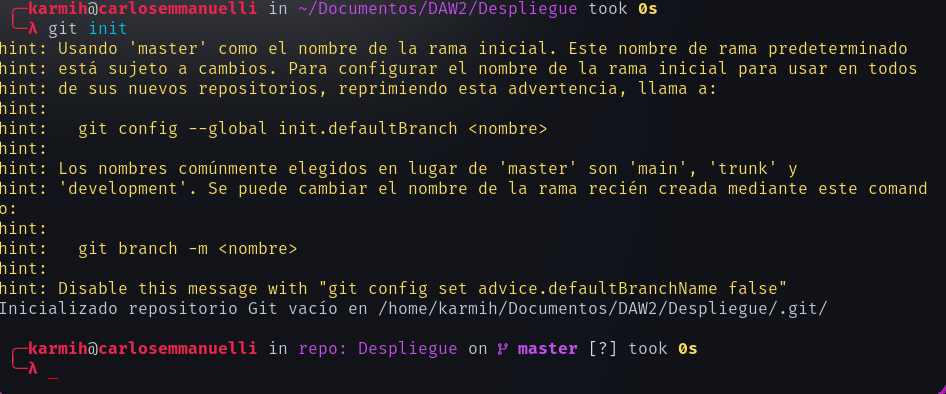 ╭─karmih@carlosemmanuelli in ~/Documentos/DAW2/Despliegue took 0s
╰─λ git init
hint: Usando 'master' como el nombre de la rama inicial. Este nombre de rama predeterminado
hint: está sujeto a cambios. Para configurar el nombre de la rama inicial para usar en todos
hint: de sus nuevos repositorios, reprimiendo esta advertencia, llama a:
hint:
hint:   git config --global init.defaultBranch <nombre>
hint:
hint: Los nombres comúnmente elegidos en lugar de 'master' son 'main', 'trunk' y
hint: 'development'. Se puede cambiar el nombre de la rama recién creada mediante este comand
o:
hint:
hint:   git branch -m <nombre>
hint:
hint: Disable this message with "git config set advice.defaultBranchName false"
Inicializado repositorio Git vacío en /home/karmih/Documentos/DAW2/Despliegue/.git/
╭─karmih@carlosemmanuelli in repo: Despliegue on master [?] took 0s
╰─λ _